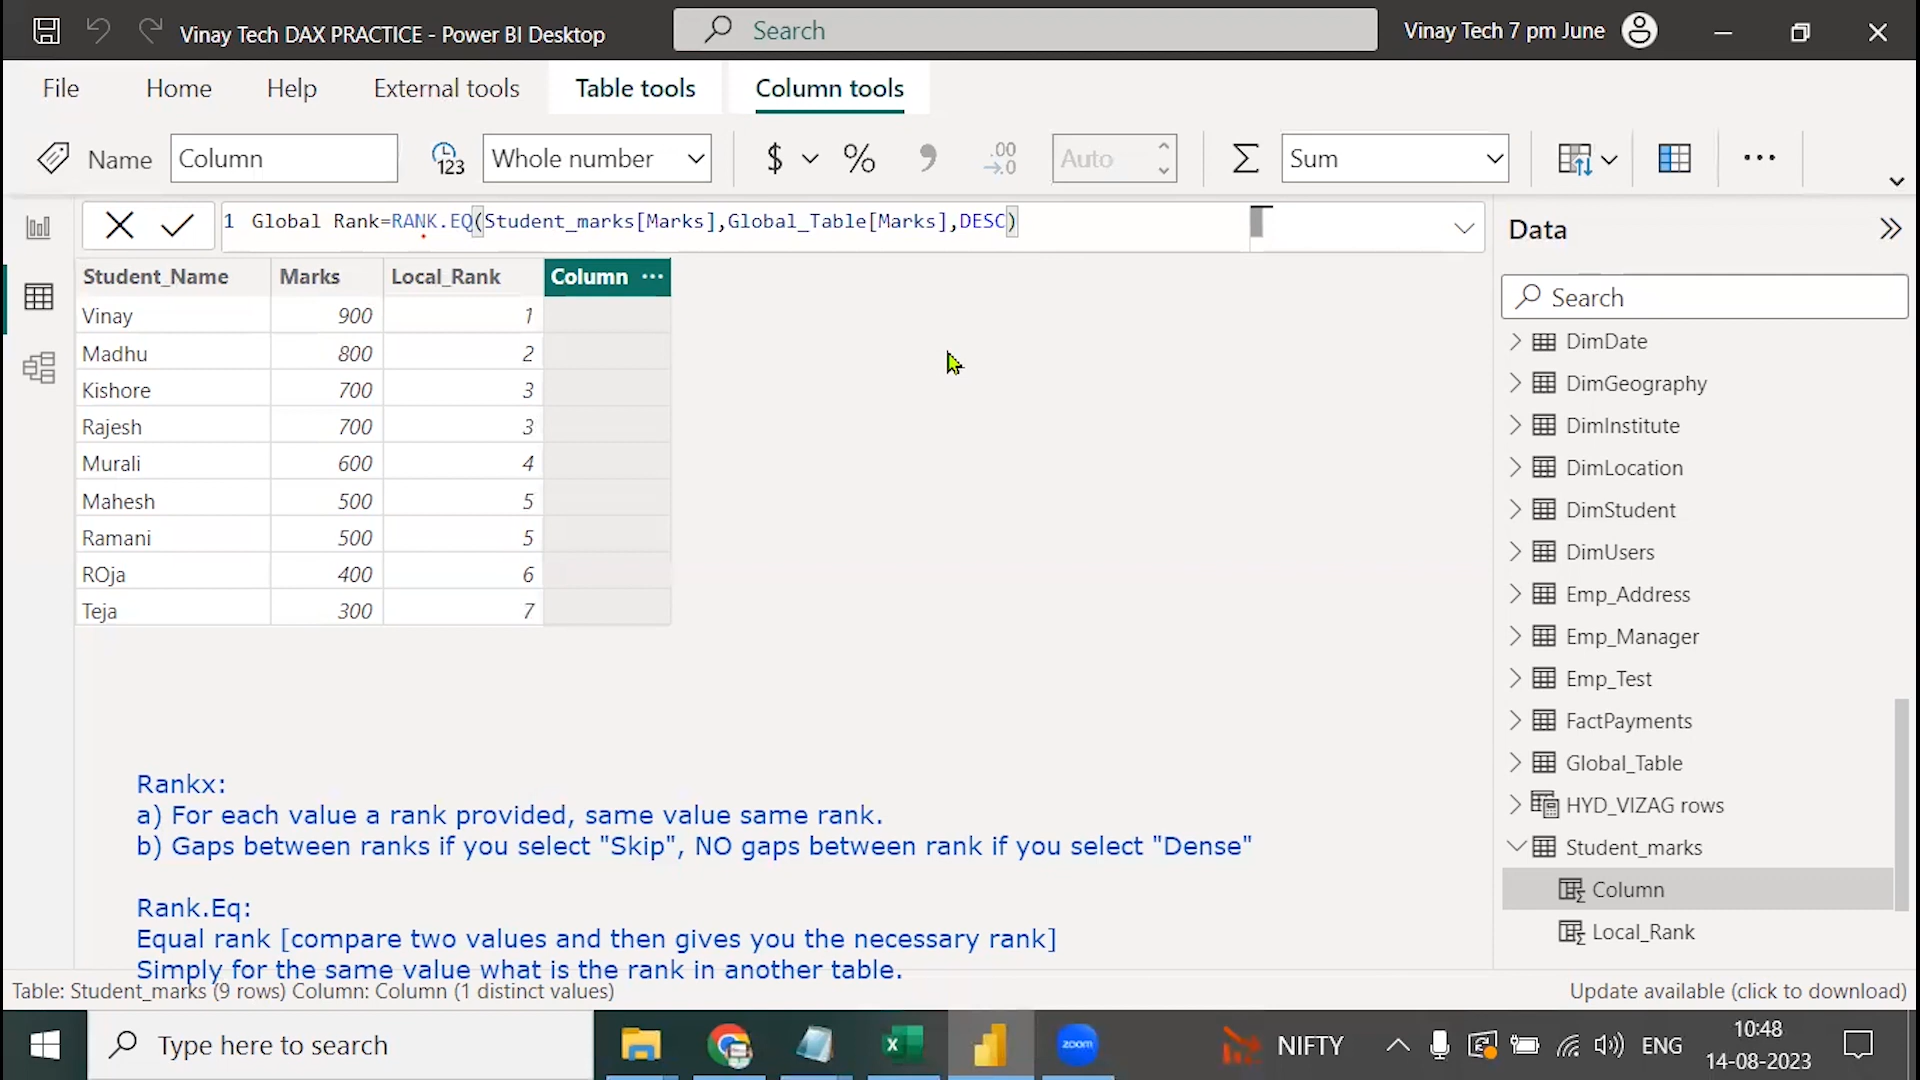 Vinay Tech DAX PRACTICE - Power BI Desktop
Search
Vinay Tech 7 pm June
File Home Help External tools Table tools Column tools
Name Column
123
Whole number
$ % , .00 →.0
Auto
Σ Sum
1 Global Rank=RANK.EQ(Student_marks[Marks],Global_Table[Marks],DESC)
Data
Search
Student_Name Marks Local_Rank Column
Vinay 900 1
Madhu 800 2
Kishore 700 3
Rajesh 700 3
Murali 600 4
Mahesh 500 5
Ramani 500 5
ROja 400 6
Teja 300 7
DimDate
DimGeography
DimInstitute
DimLocation
DimStudent
DimUsers
Emp_Address
Emp_Manager
Emp_Test
FactPayments
Global_Table
HYD_VIZAG rows
Student_marks
Column
Local_Rank
Rankx:
a) For each value a rank provided, same value same rank.
b) Gaps between ranks if you select "Skip", NO gaps between rank if you select "Dense"
Rank.Eq:
Equal rank [compare two values and then gives you the necessary rank]
Simply for the same value what is the rank in another table.
Table: Student_marks (9 rows) Column: Column (1 distinct values)
Update available (click to download)
Type here to search
zoom
NIFTY
ENG
10:48
14-08-2023